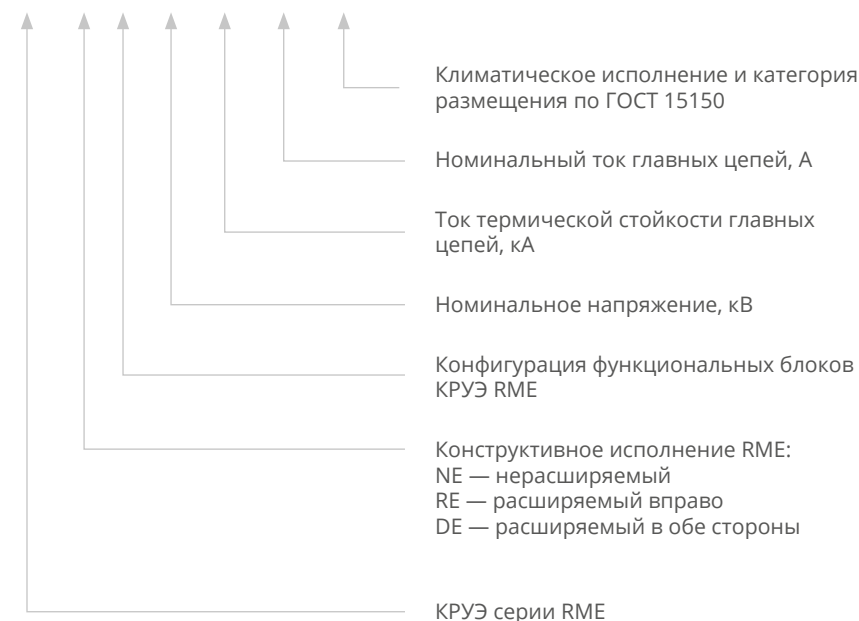 Климатическое исполнение и категория
размещения по ГОСТ 15150
Номинальный ток главных цепей, А
Ток термической стойкости главных
цепей, кА
Номинальное напряжение, кВ
Конфигурация функциональных блоков
КРУЭ RME
Конструктивное исполнение RME:
NE — нерасширяемый
RE — расширяемый вправо
DE — расширяемый в обе стороны
КРУЭ серии RME